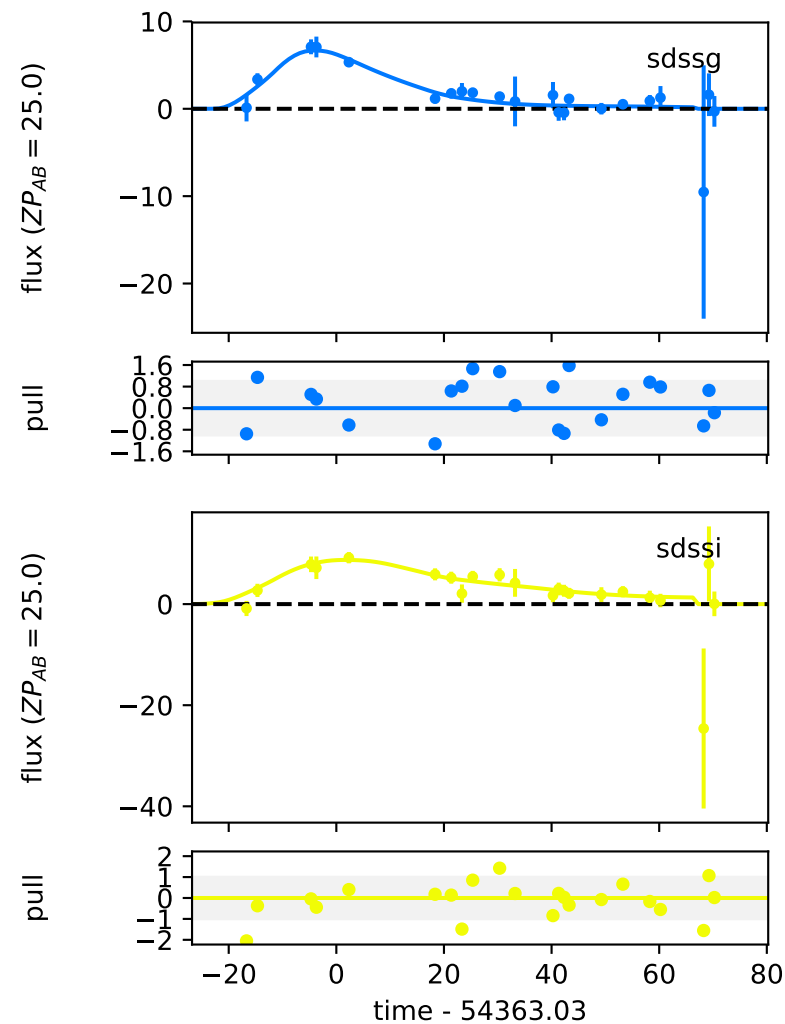 10
0
−10
−20
flux (ZP_AB = 25.0)
sdssg
1.6
0.8
0.0
−0.8
−1.6
pull
0
−20
−40
flux (ZP_AB = 25.0)
sdssi
2
1
0
−1
−2
pull
−20 0 20 40 60 80
time - 54363.03